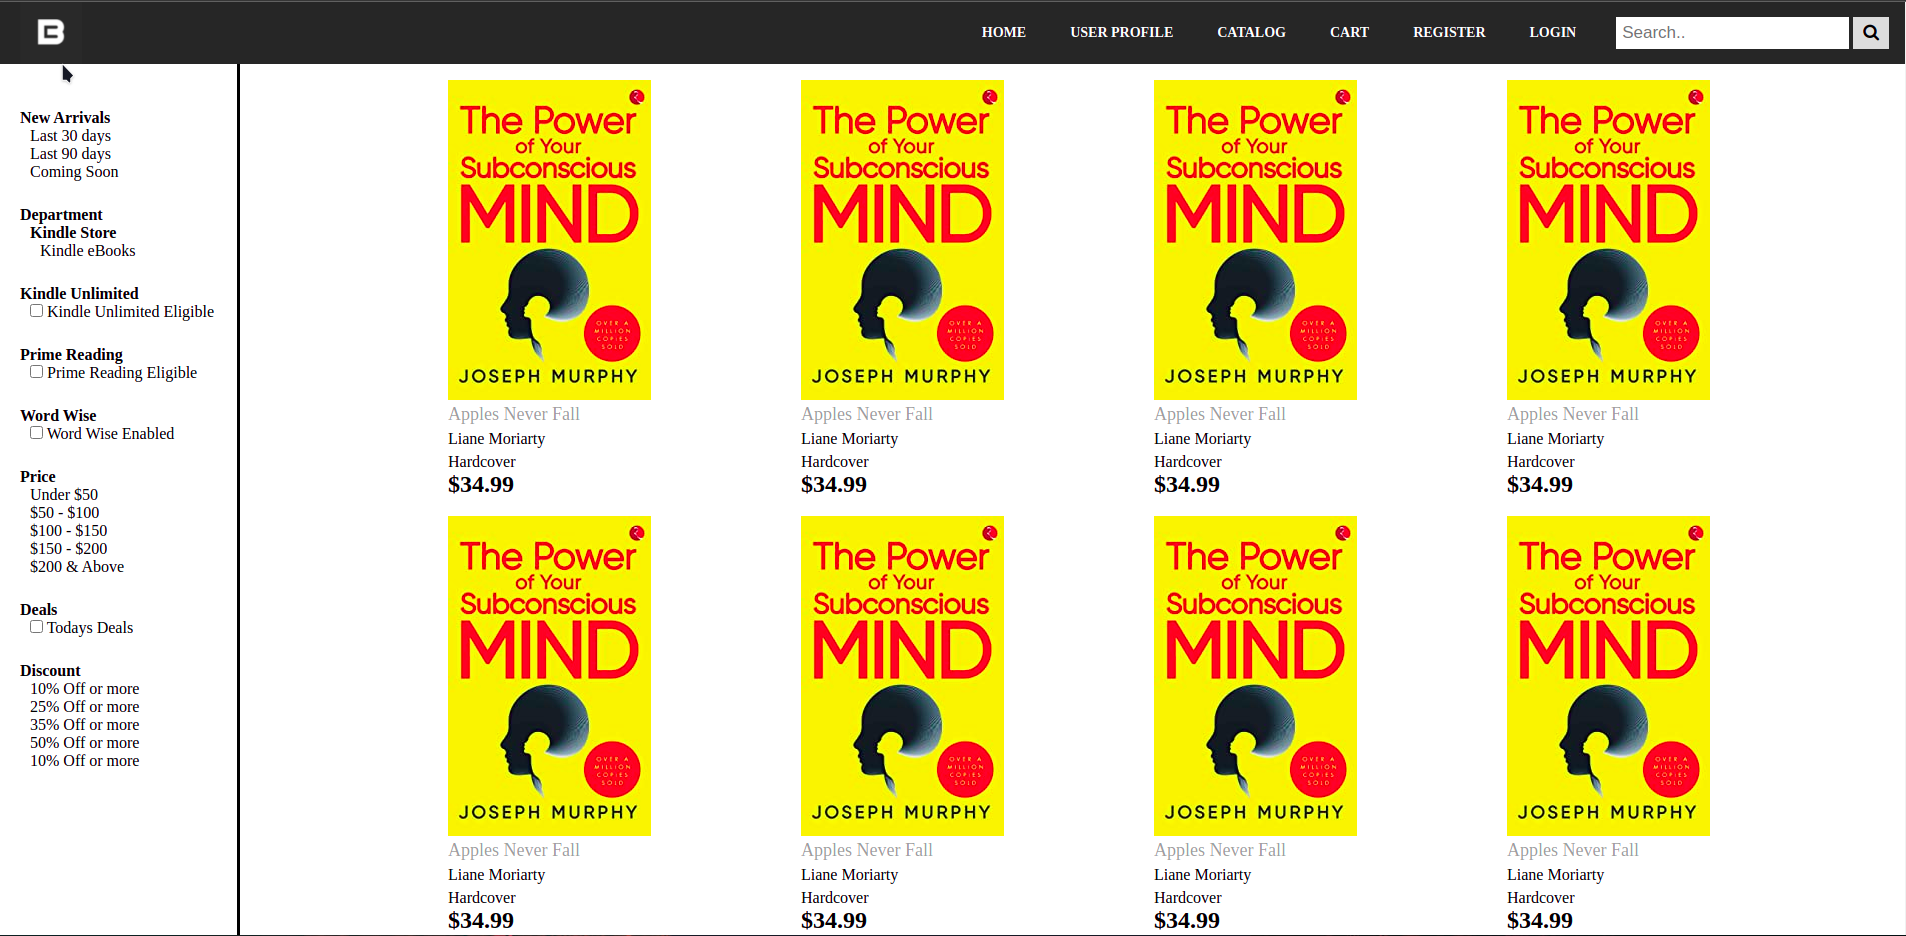 B
HOME USER PROFILE CATALOG CART REGISTER LOGIN Search..
New Arrivals
Last 30 days
Last 90 days
Coming Soon
Department
Kindle Store
Kindle eBooks
Kindle Unlimited
Kindle Unlimited Eligible
Prime Reading
Prime Reading Eligible
Word Wise
Word Wise Enabled
Price
Under $50
$50 - $100
$100 - $150
$150 - $200
$200 & Above
Deals
Todays Deals
Discount
10% Off or more
25% Off or more
35% Off or more
50% Off or more
10% Off or more
The Power
of Your
Subconscious
MIND
OVER A
MILLION
COPIES
SOLD
JOSEPH MURPHY
Apples Never Fall
Liane Moriarty
Hardcover
$34.99
The Power
of Your
Subconscious
MIND
OVER A
MILLION
COPIES
SOLD
JOSEPH MURPHY
Apples Never Fall
Liane Moriarty
Hardcover
$34.99
The Power
of Your
Subconscious
MIND
OVER A
MILLION
COPIES
SOLD
JOSEPH MURPHY
Apples Never Fall
Liane Moriarty
Hardcover
$34.99
The Power
of Your
Subconscious
MIND
OVER A
MILLION
COPIES
SOLD
JOSEPH MURPHY
Apples Never Fall
Liane Moriarty
Hardcover
$34.99
The Power
of Your
Subconscious
MIND
OVER A
MILLION
COPIES
SOLD
JOSEPH MURPHY
Apples Never Fall
Liane Moriarty
Hardcover
$34.99
The Power
of Your
Subconscious
MIND
OVER A
MILLION
COPIES
SOLD
JOSEPH MURPHY
Apples Never Fall
Liane Moriarty
Hardcover
$34.99
The Power
of Your
Subconscious
MIND
OVER A
MILLION
COPIES
SOLD
JOSEPH MURPHY
Apples Never Fall
Liane Moriarty
Hardcover
$34.99
The Power
of Your
Subconscious
MIND
OVER A
MILLION
COPIES
SOLD
JOSEPH MURPHY
Apples Never Fall
Liane Moriarty
Hardcover
$34.99